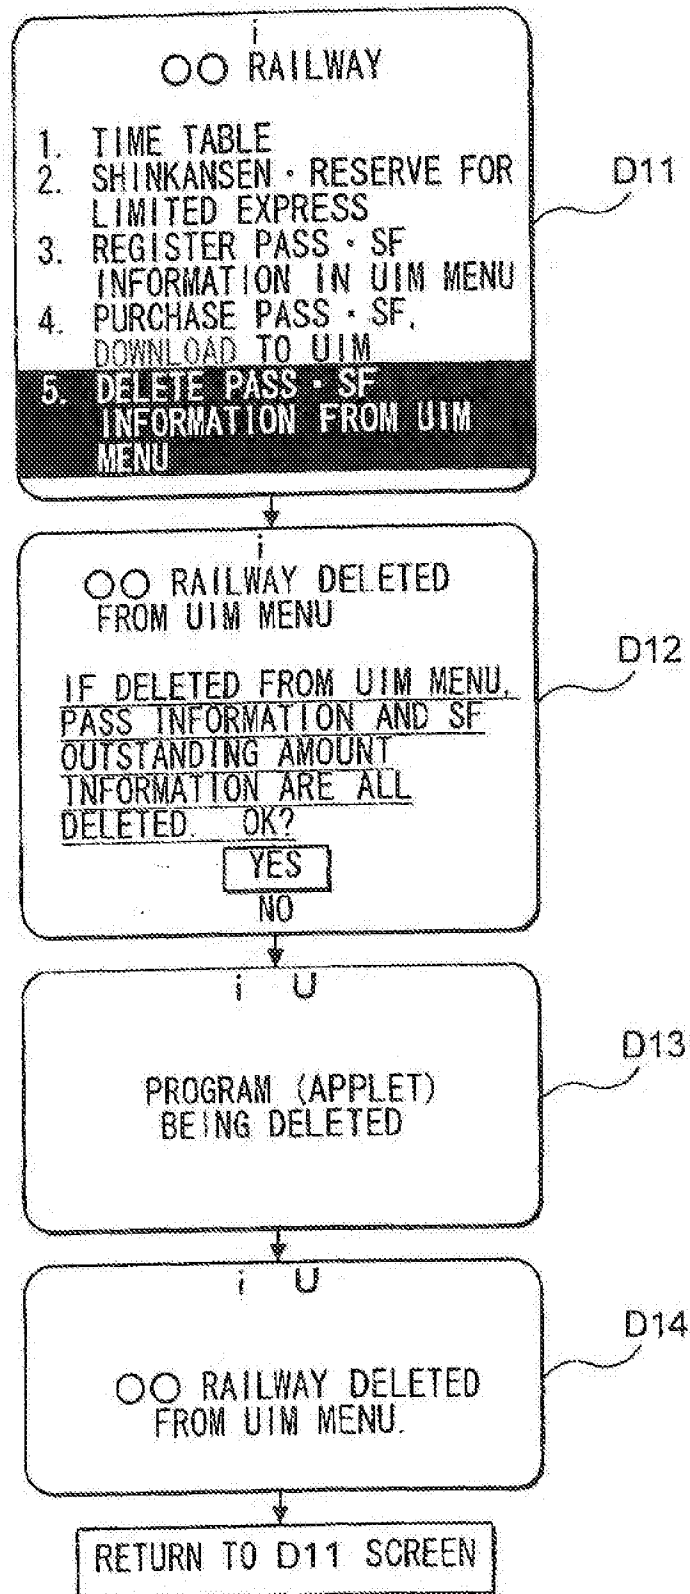 i
○○ RAILWAY
1. TIME TABLE
2. SHINKANSEN・RESERVE FOR
LIMITED EXPRESS
3. REGISTER PASS・SF
INFORMATION IN UIM MENU
4. PURCHASE PASS・SF,
DOWNLOAD TO UIM
5. DELETE PASS・SF
INFORMATION FROM UIM
MENU
D11
i
○○ RAILWAY DELETED
FROM UIM MENU
IF DELETED FROM UIM MENU,
PASS INFORMATION AND SF
OUTSTANDING AMOUNT
INFORMATION ARE ALL
DELETED. OK?
YES
NO
D12
i U
PROGRAM (APPLET)
BEING DELETED
D13
i U
○○ RAILWAY DELETED
FROM UIM MENU.
D14
RETURN TO D11 SCREEN